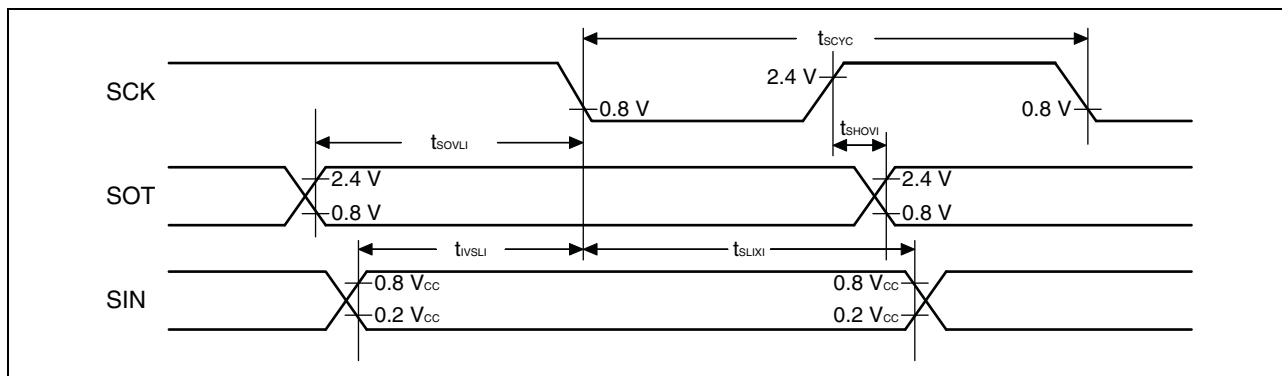 tSCYC
SCK
2.4 V
0.8 V
0.8 V
tSHOVI
tSOVLI
SOT
2.4 V
2.4 V
0.8 V
0.8 V
tIVSLI
tSLIXI
SIN
0.8 VCC
0.8 VCC
0.2 VCC
0.2 VCC